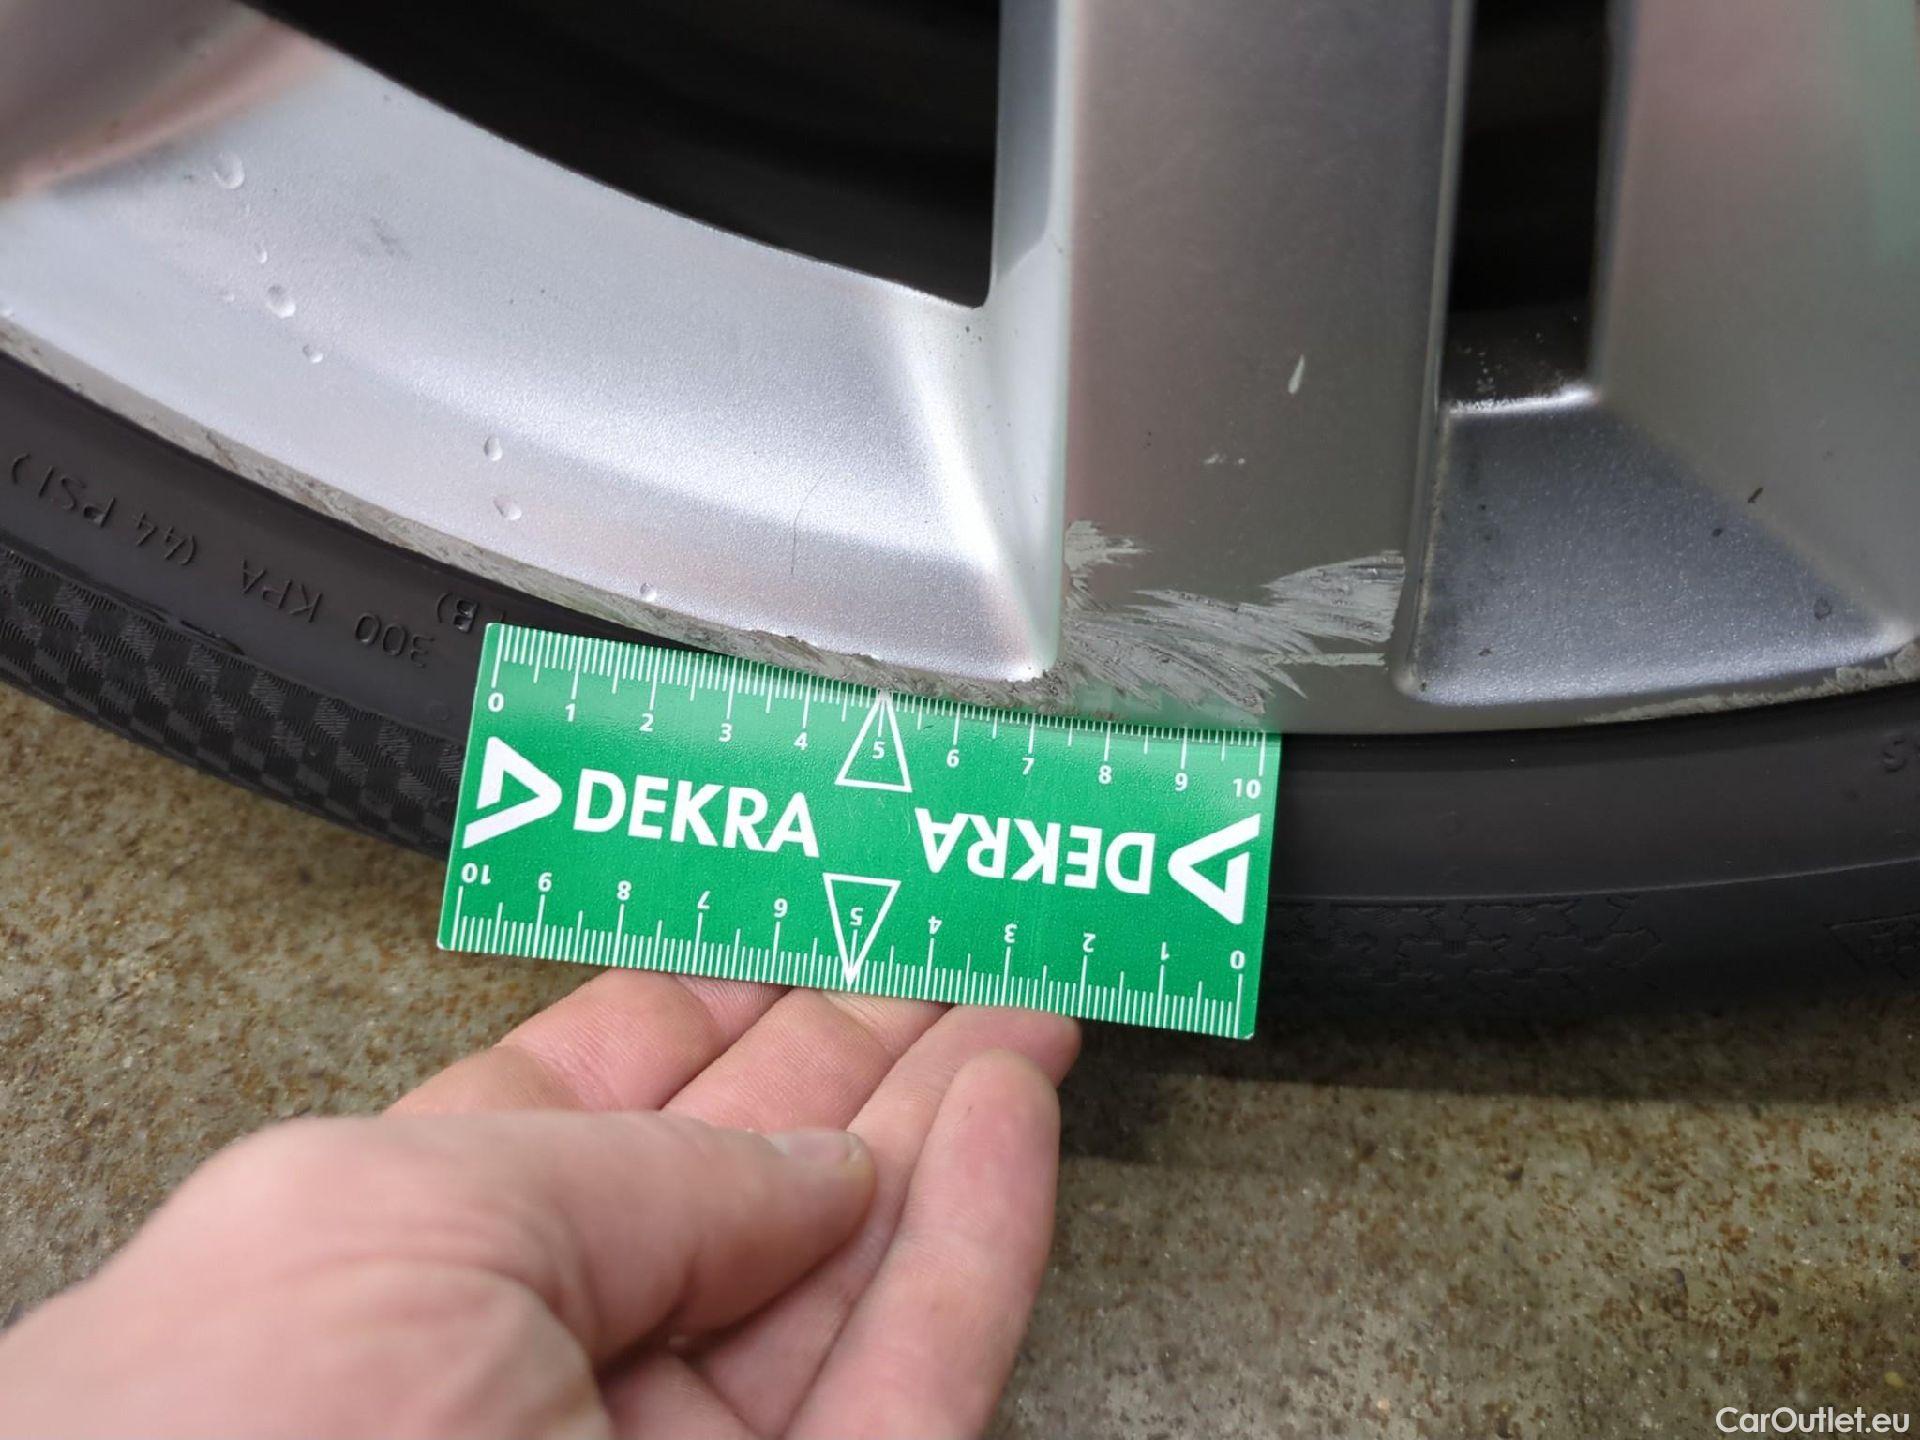 300 KPA (44 PSI)
0 1 2 3 4 5 6 7 8 9 10
DEKRA
DEKRA
10 9 8 7 6 5 4 3 2 1 0
CarOutlet.eu